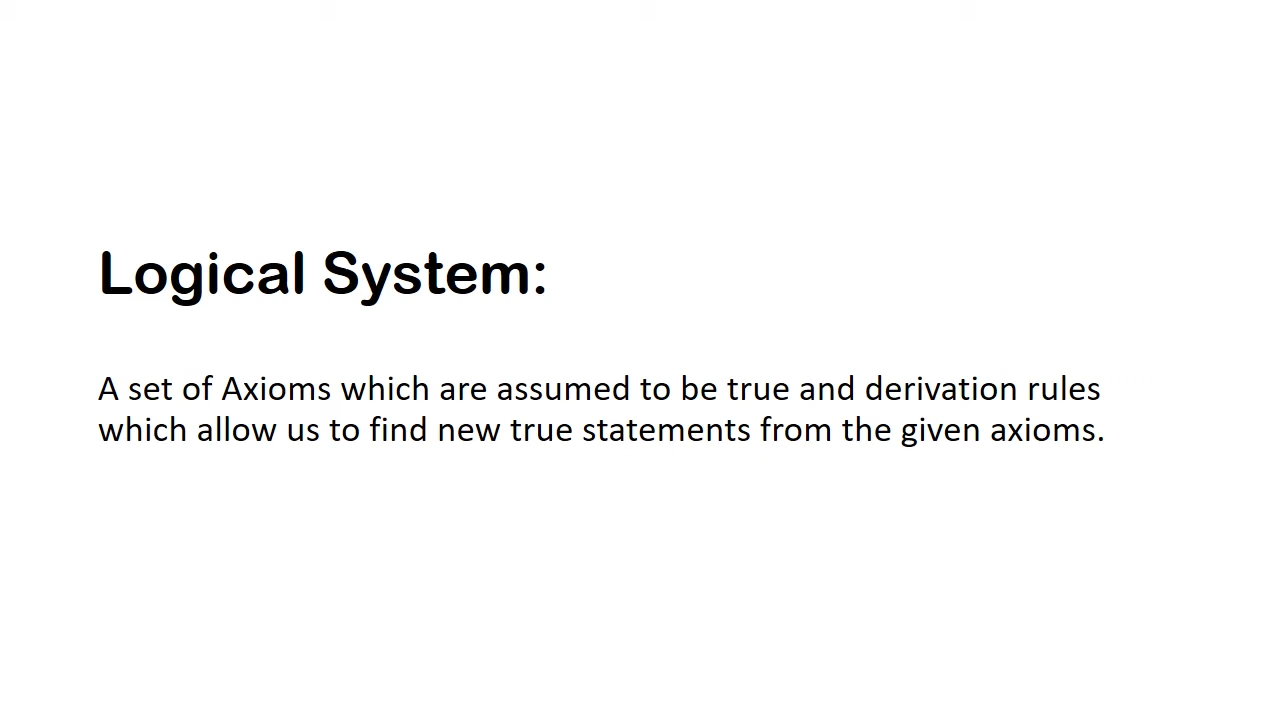 Logical System:
A set of Axioms which are assumed to be true and derivation rules
which allow us to find new true statements from the given axioms.